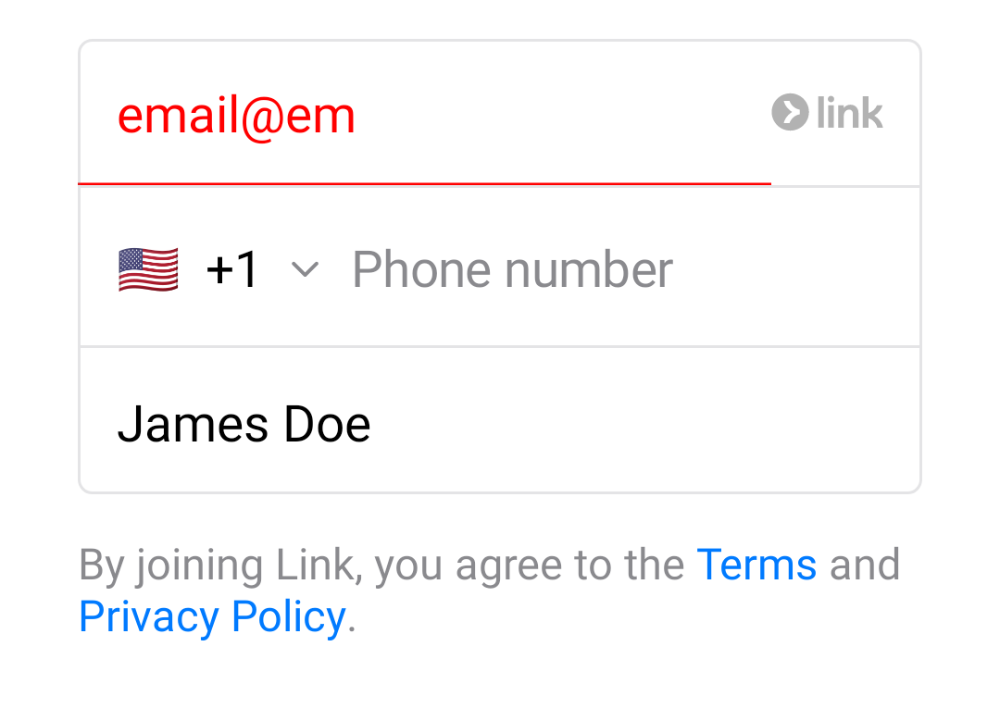 email@em link
+1 Phone number
James Doe
By joining Link, you agree to the Terms and
Privacy Policy.